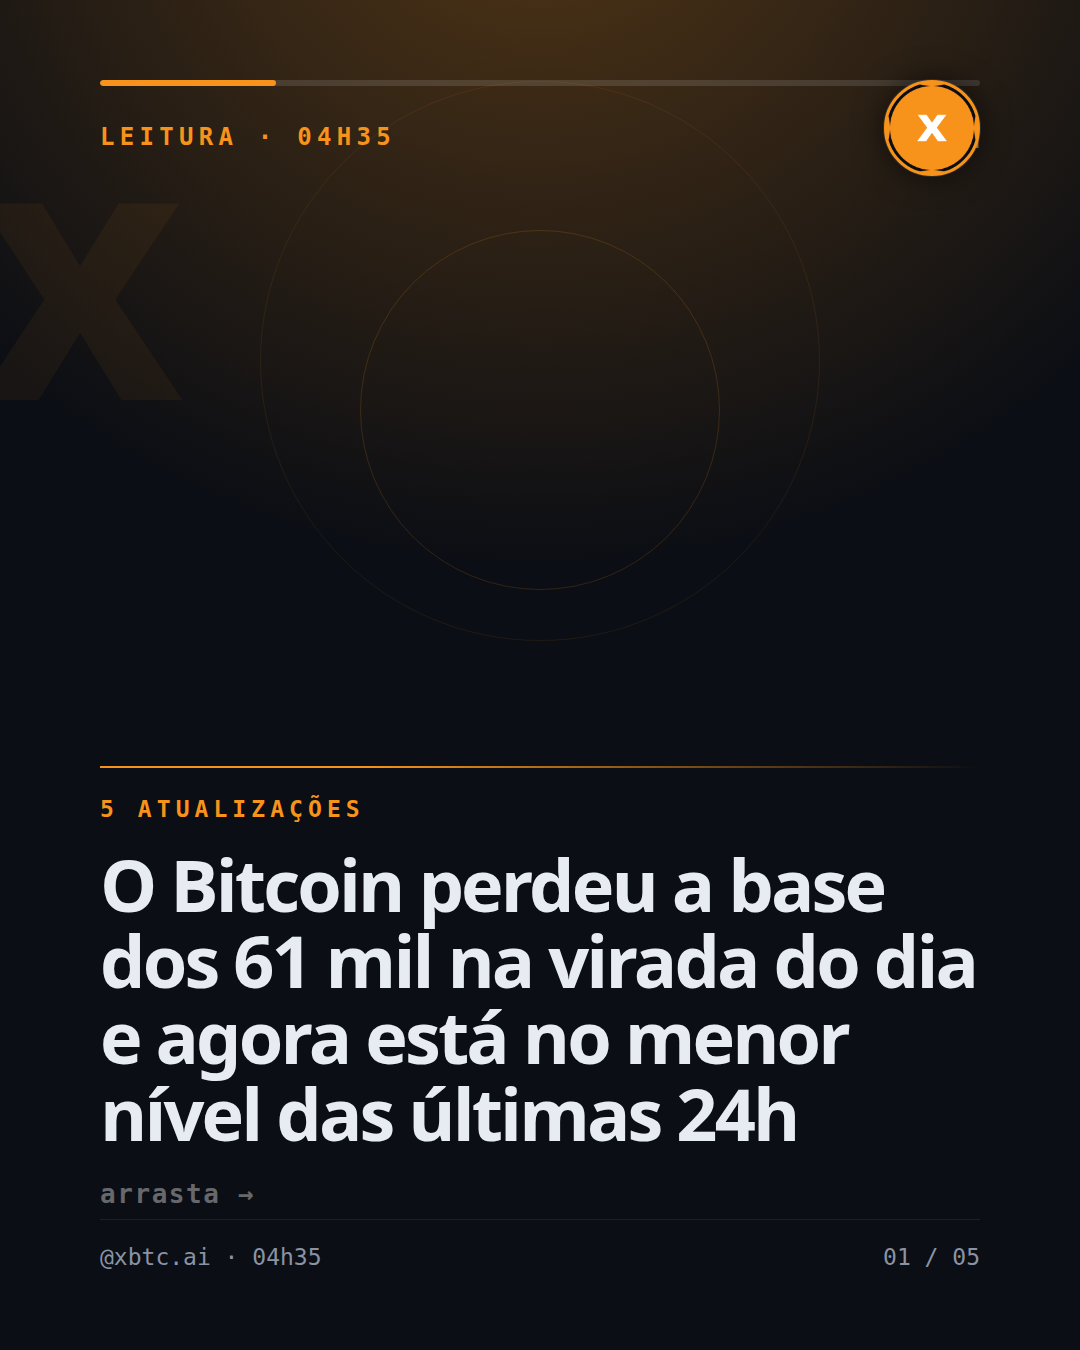 LEITURA · 04H35
x
x
5 ATUALIZAÇÕES
O Bitcoin perdeu a base
dos 61 mil na virada do dia
e agora está no menor
nível das últimas 24h
arrasta →
@xbtc.ai · 04h35
01 / 05